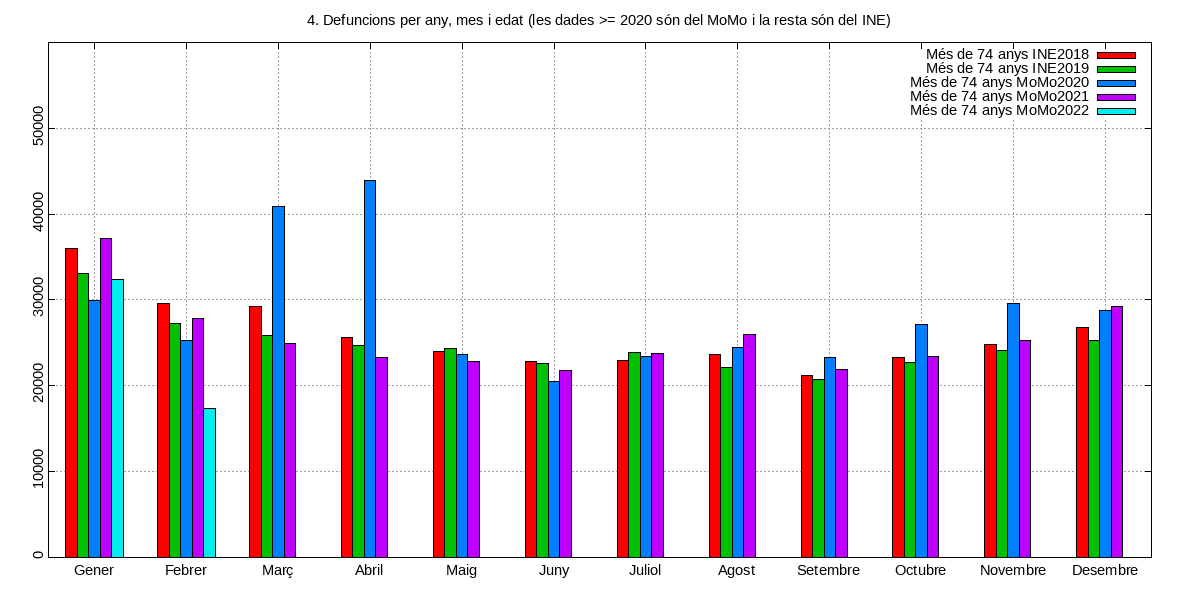 4. Defuncions per any, mes i edat (les dades >= 2020 són del MoMo i la resta són del INE)
Més de 74 anys INE2018
Més de 74 anys INE2019
Més de 74 anys MoMo2020
Més de 74 anys MoMo2021
Més de 74 anys MoMo2022
50000
40000
30000
20000
10000
0
Gener Febrer Març Abril Maig Juny Juliol Agost Setembre Octubre Novembre Desembre